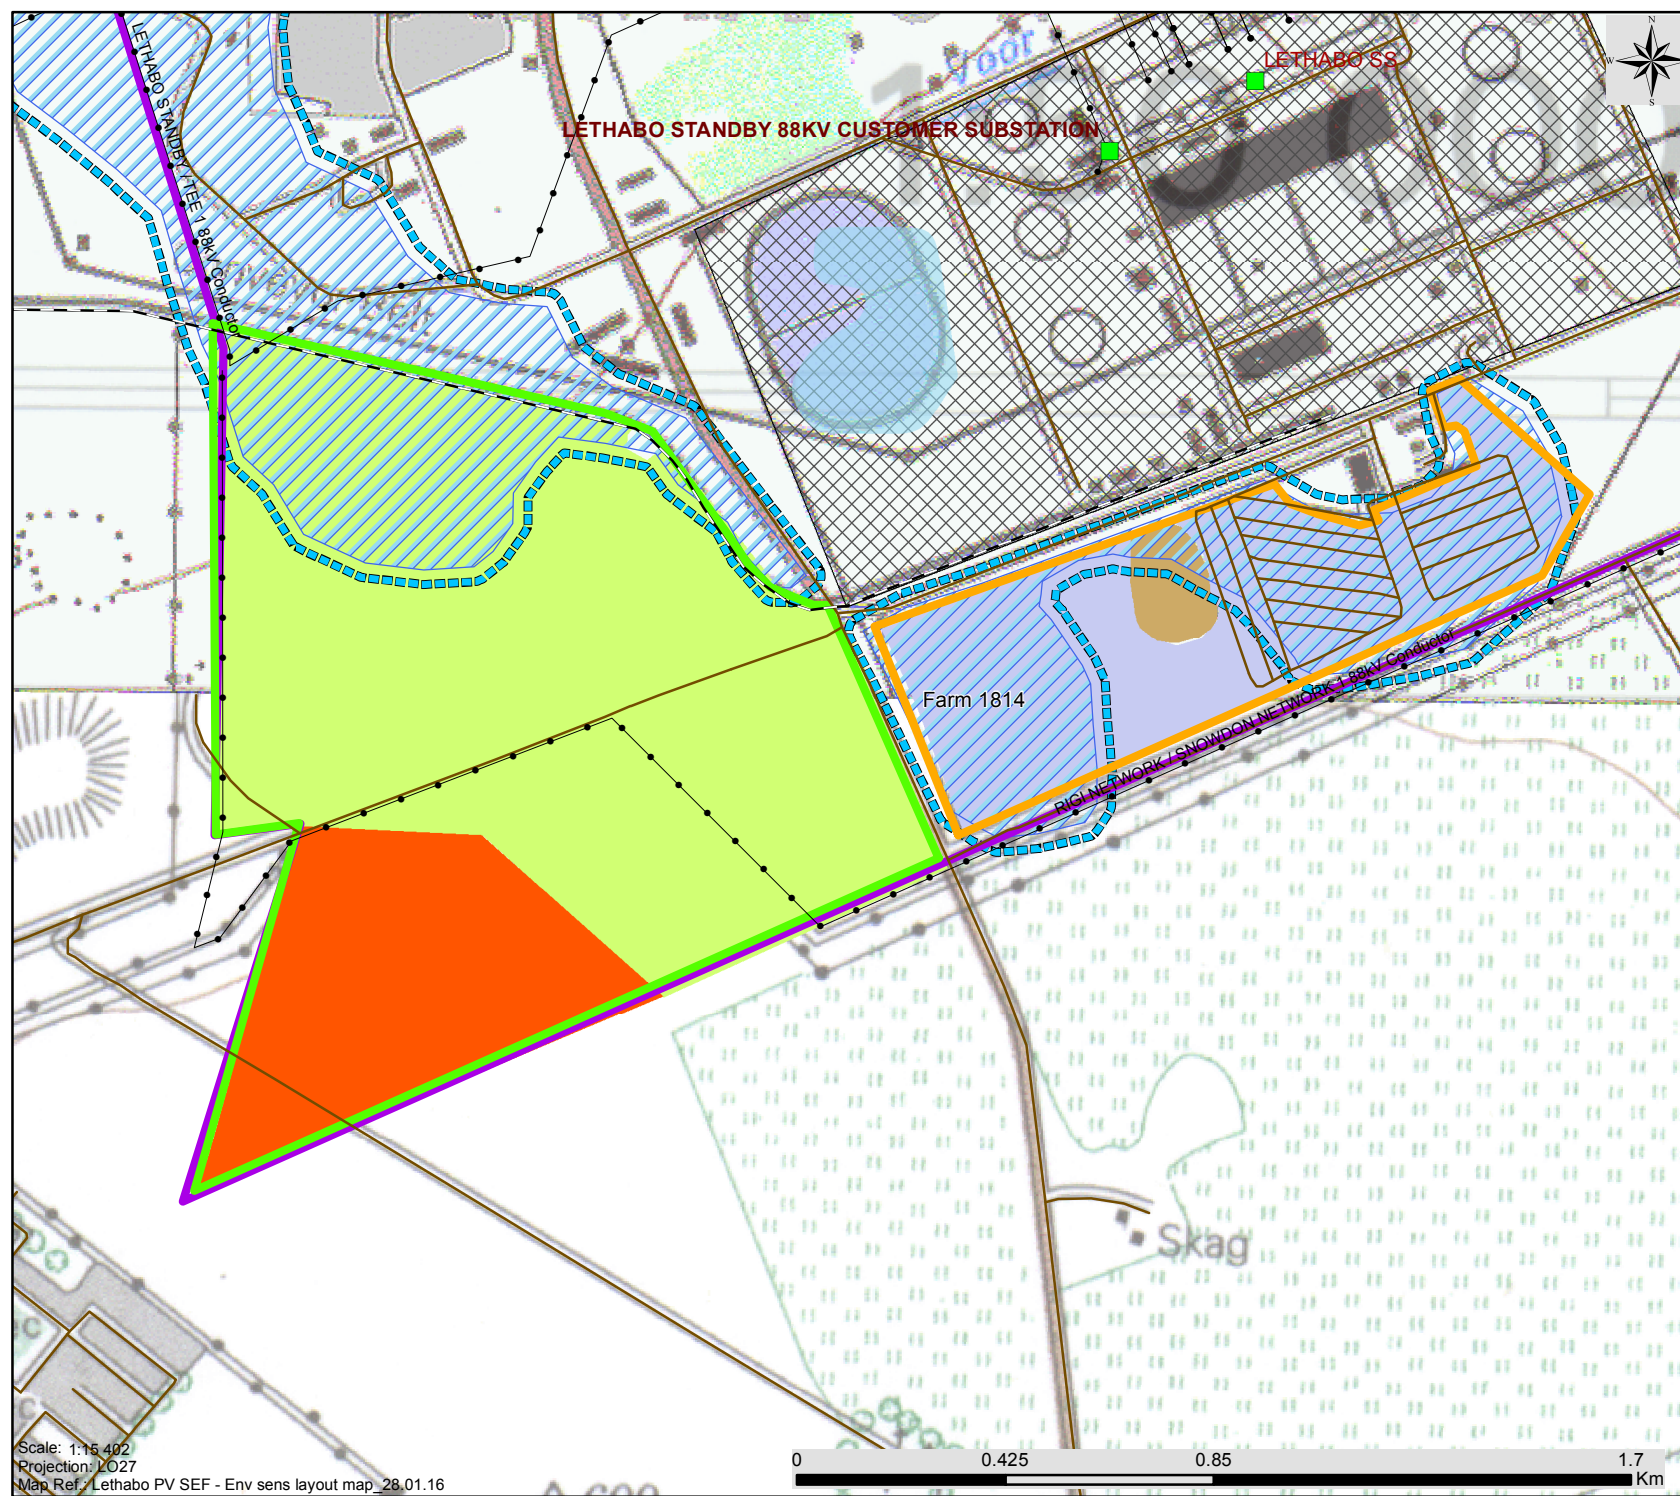 N
W
S
Voor
LETHABO SS
LETHABO STANDBY 88KV CUSTOMER SUBSTATION
LETHABO STANDBY / TEE 1 88kV Conductor
Farm 1814
RIGI NETWORK / SNOWDON NETWORK 1 88kV Conductor
Skag
Scale: 1:15 402
Projection: LO27
Map Ref.: Lethabo PV SEF - Env sens layout map_28.01.16
0 0.425 0.85 1.7
Km